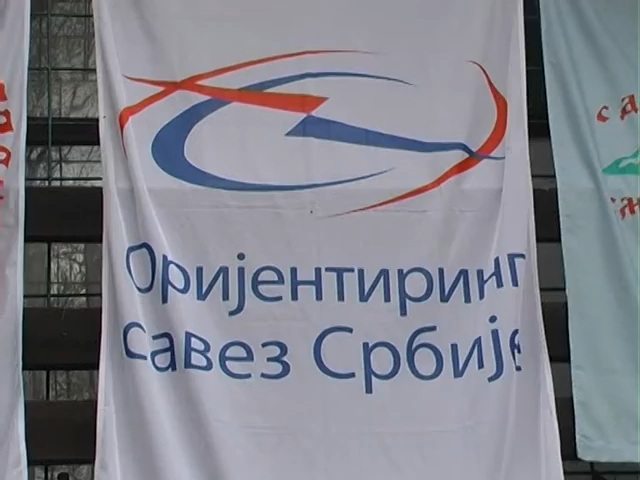 Оријентиринг
савез Србије